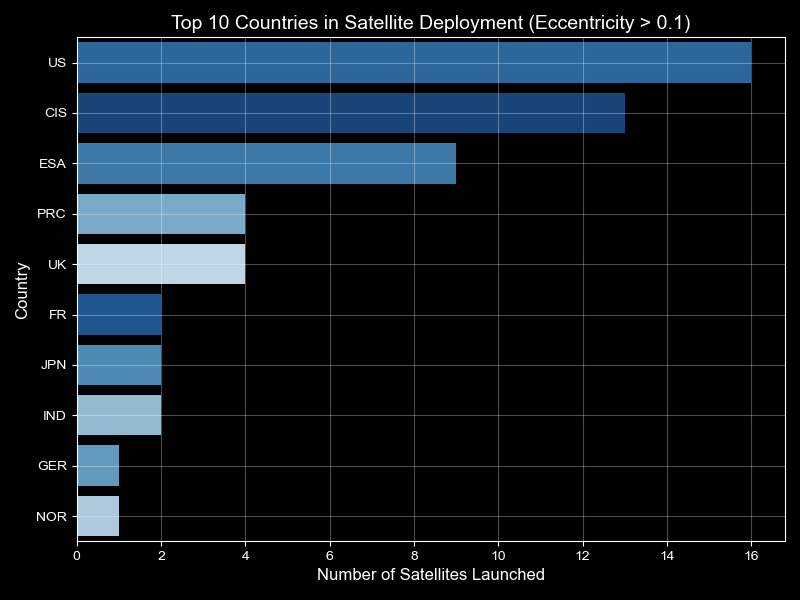 Top 10 Countries in Satellite Deployment (Eccentricity > 0.1)
Country
US
CIS
ESA
PRC
UK
FR
JPN
IND
GER
NOR
0 2 4 6 8 10 12 14 16
Number of Satellites Launched